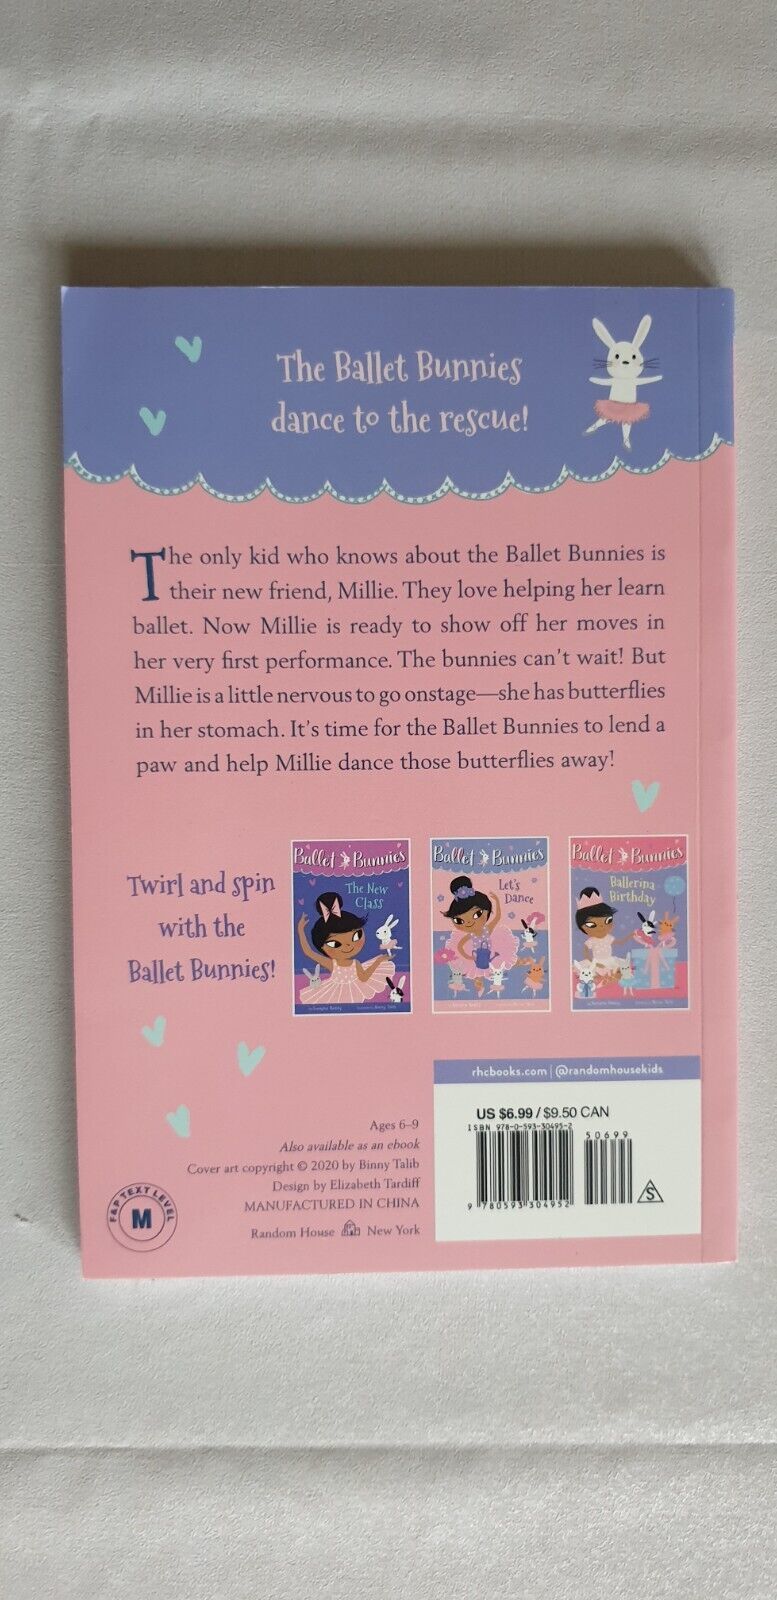 The Ballet Bunnies
dance to the rescue!
The only kid who knows about the Ballet Bunnies is
their new friend, Millie. They love helping her learn
ballet. Now Millie is ready to show off her moves in
her very first performance. The bunnies can't wait! But
Millie is a little nervous to go onstage—she has butterflies
in her stomach. It's time for the Ballet Bunnies to lend a
paw and help Millie dance those butterflies away!
Twirl and spin
with the
Ballet Bunnies!
Ballet Bunnies
The New
Class
Ballet Bunnies
Let's
Dance
Ballet Bunnies
Ballerina
Birthday
rhcbooks.com | @randomhousekids
US $6.99 / $9.50 CAN
ISBN 978-0-593-30495-2
50699
9 780593 304952
S
Ages 6–9
Also available as an ebook
Cover art copyright © 2020 by Binny Talib
Design by Elizabeth Tardiff
MANUFACTURED IN CHINA
Random House New York
F&P TEXT LEVEL
M